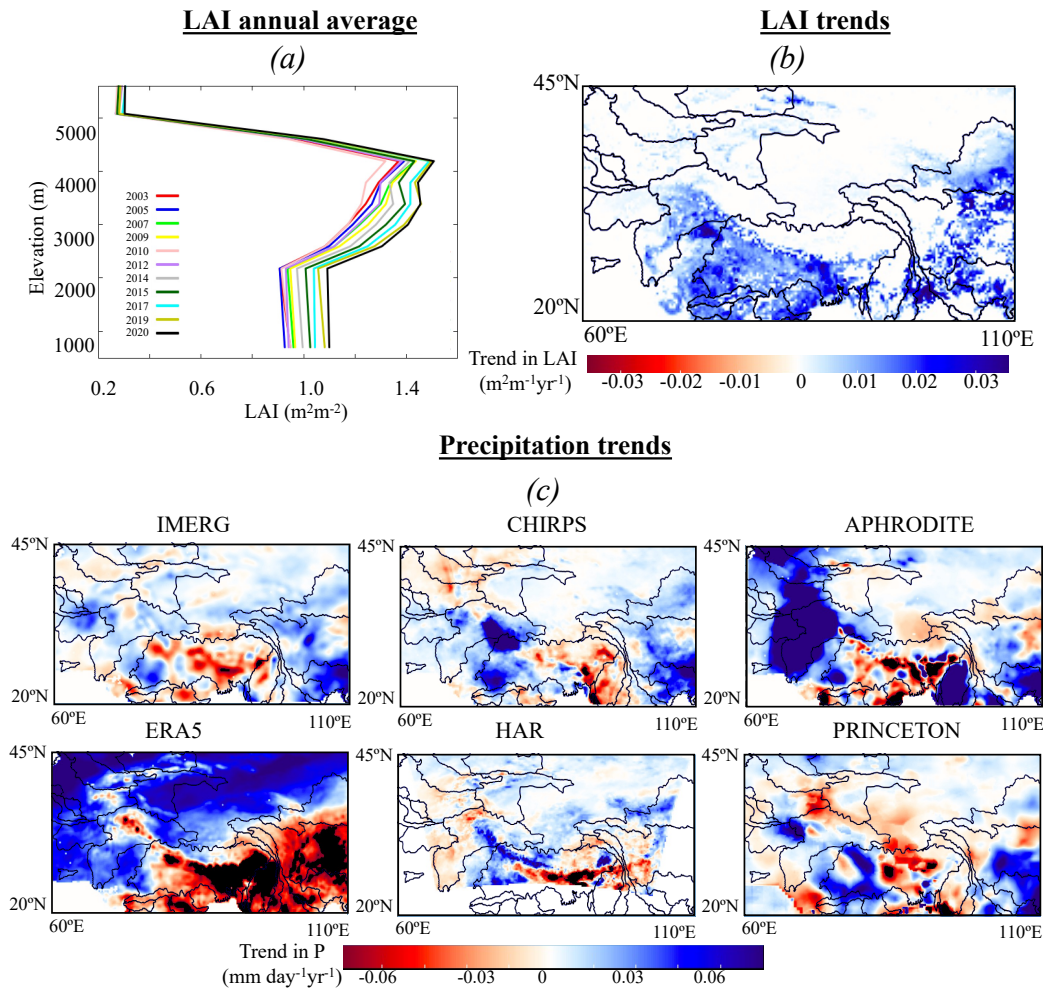 LAI annual average
(a)
5000
4000
3000
2000
1000
Elevation (m)
2003
2005
2007
2009
2010
2012
2014
2015
2017
2019
2020
0.2 0.6 1.0 1.4
LAI (m²m⁻²)
LAI trends
(b)
45ºN
20ºN
60ºE 110ºE
Trend in LAI
(m²m⁻¹yr⁻¹)
-0.03 -0.02 -0.01 0 0.01 0.02 0.03
Precipitation trends
(c)
IMERG CHIRPS APHRODITE
45ºN 45ºN 45ºN
20ºN 20ºN 20ºN
60ºE 110ºE 60ºE 110ºE 60ºE 110ºE
ERA5 HAR PRINCETON
45ºN 45ºN 45ºN
20ºN 20ºN 20ºN
60ºE 110ºE 60ºE 110ºE 60ºE 110ºE
Trend in P
(mm day⁻¹yr⁻¹)
-0.06 -0.03 0 0.03 0.06